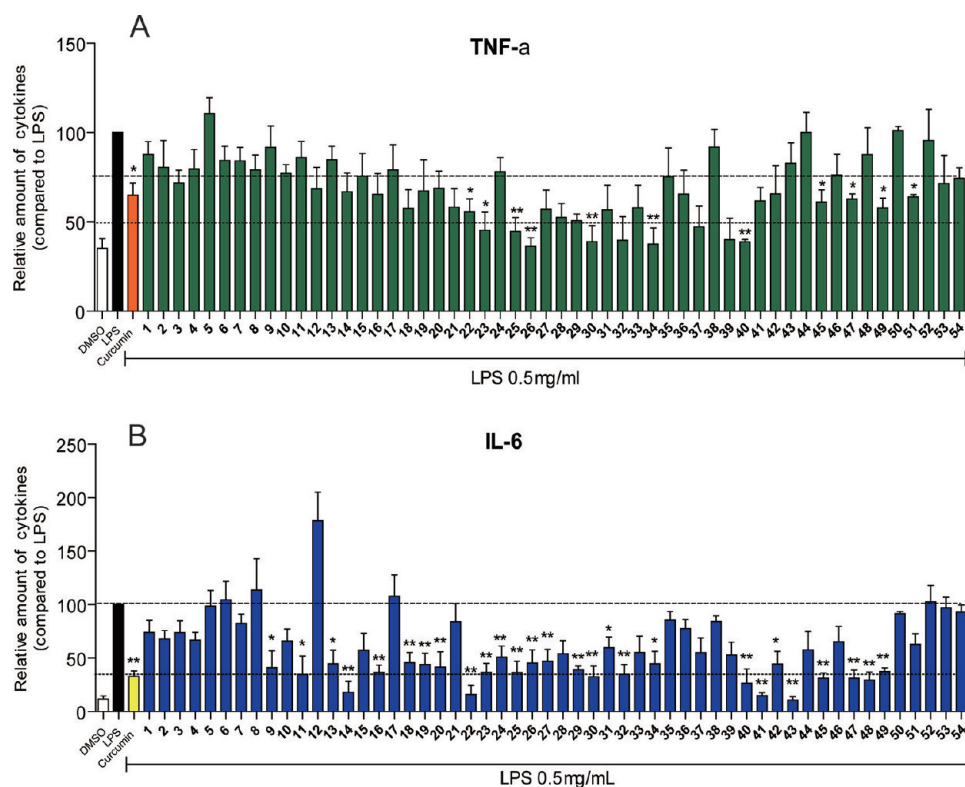 A
TNF-a
Relative amount of cytokines
(compared to LPS)
150
100
50
0
*
*
*
**
**
**
**
**
*
*
*
*
DMSO
LPS
Curcumin
1 2 3 4 5 6 7 8 9 10 11 12 13 14 15 16 17 18 19 20 21 22 23 24 25 26 27 28 29 30 31 32 33 34 35 36 37 38 39 40 41 42 43 44 45 46 47 48 49 50 51 52 53 54
LPS 0.5mg/ml
B
IL-6
Relative amount of cytokines
(compared to LPS)
250
200
150
100
50
0
**
*
*
*
**
**
**
**
**
**
**
**
**
**
**
**
**
*
**
*
**
**
*
**
**
**
**
**
DMSO
LPS
Curcumin
1 2 3 4 5 6 7 8 9 10 11 12 13 14 15 16 17 18 19 20 21 22 23 24 25 26 27 28 29 30 31 32 33 34 35 36 37 38 39 40 41 42 43 44 45 46 47 48 49 50 51 52 53 54
LPS 0.5mg/mL